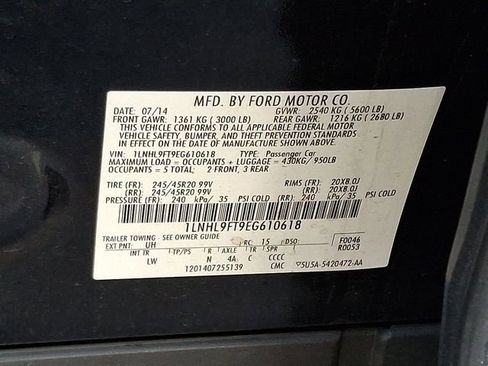 MFD. BY FORD MOTOR CO.
DATE: 07/14 GVWR: 2540 KG ( 5600 LB)
FRONT GAWR: 1361 KG ( 3000 LB) REAR GAWR: 1216 KG ( 2680 LB)
THIS VEHICLE CONFORMS TO ALL APPLICABLE FEDERAL MOTOR
VEHICLE SAFETY, BUMPER, AND THEFT PREVENTION STANDARDS
IN EFFECT ON THE DATE OF MANUFACTURE SHOWN ABOVE.
VIN: 1LNHL9FT9EG610618 TYPE: Passenger Car
MAXIMUM LOAD = OCCUPANTS + LUGGAGE = 430KG/ 950LB
OCCUPANTS = 5 TOTAL: 2 FRONT, 3 REAR
TIRE (FR): 245/45R20 99V RIMS (FR): 20X8.0J
(RR): 245/45R20 99V (RR): 20X8.0J
PRESSURE (FR): 240 kPa/ 35 PSI COLD (RR): 240 kPa/ 35 PSI COLD
1LNHL9FT9EG610618
TRAILER TOWING - SEE OWNER GUIDE
EXT PNT: UH RC: 15 DSO: F0046
R0053
INT TR TP/PS R AXLE TR SPR
LW N 4A C CCCC
1201407255139 CMC 5U5A-5420472-AA